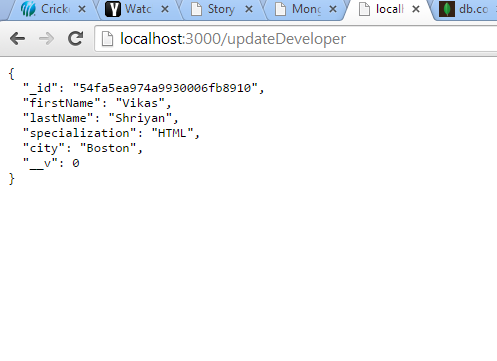 Cricke
Watc
Story
Mong
locall
db.co
localhost:3000/updateDeveloper
{
"_id": "54fa5ea974a9930006fb8910",
"firstName": "Vikas",
"lastName": "Shriyan",
"specialization": "HTML",
"city": "Boston",
"__v": 0
}